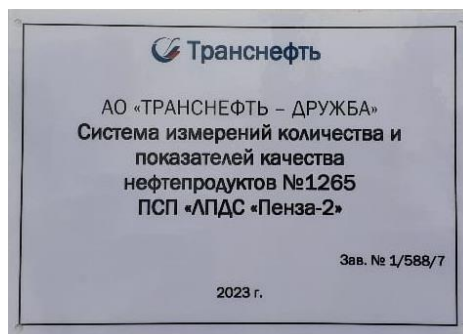 Транснефть
АО «ТРАНСНЕФТЬ – ДРУЖБА»
Система измерений количества и
показателей качества
нефтепродуктов №1265
ПСП «ЛПДС «Пенза-2»
Зав. № 1/588/7
2023 г.